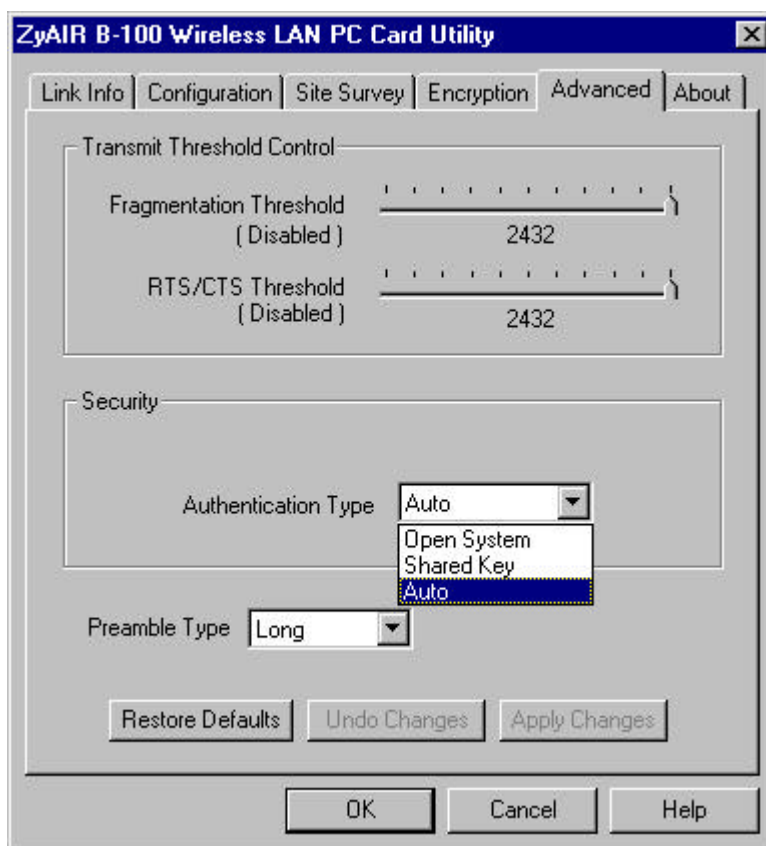 ZyAIR B-100 Wireless LAN PC Card Utility
Link Info Configuration Site Survey Encryption Advanced About
Transmit Threshold Control
Fragmentation Threshold
( Disabled )
2432
RTS/CTS Threshold
( Disabled )
2432
Security
Authentication Type Auto
Open System
Shared Key
Auto
Preamble Type Long
Restore Defaults Undo Changes Apply Changes
OK Cancel Help